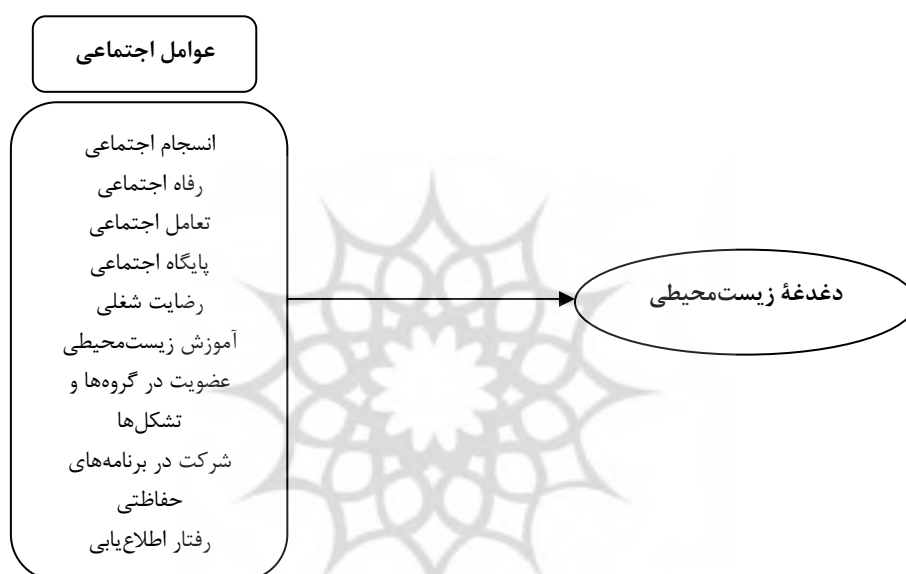 عوامل اجتماعی
انسجام اجتماعی
رفاه اجتماعی
تعامل اجتماعی
پایگاه اجتماعی
رضایت شغلی
آموزش زیست‌محیطی
عضویت در گروه‌ها و
تشکل‌ها
شرکت در برنامه‌های
حفاظتی
رفتار اطلاع‌یابی
دغدغۀ زیست‌محیطی